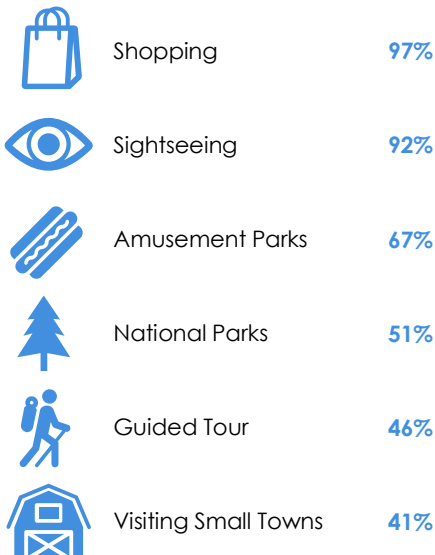 Shopping 97%
Sightseeing 92%
Amusement Parks 67%
National Parks 51%
Guided Tour 46%
Visiting Small Towns 41%